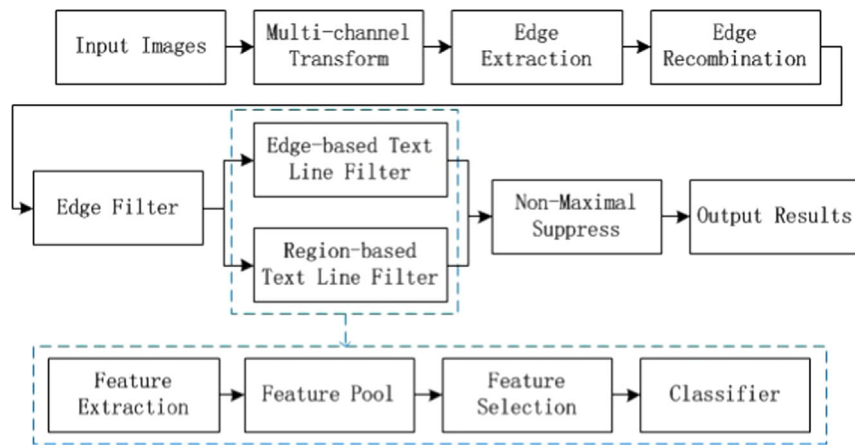 Input Images
Multi-channel
Transform
Edge
Extraction
Edge
Recombination
Edge Filter
Edge-based Text
Line Filter
Region-based
Text Line Filter
Non-Maximal
Suppress
Output Results
Feature
Extraction
Feature Pool
Feature
Selection
Classifier